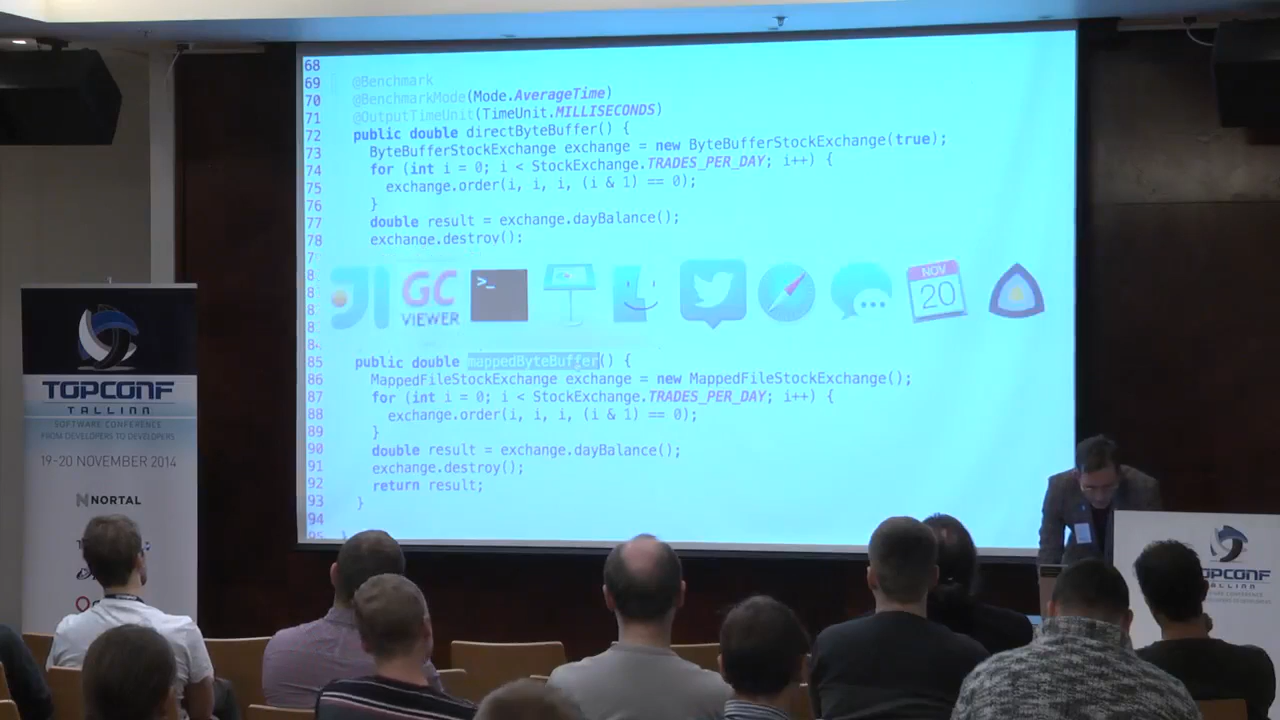 68
69 @Benchmark
70 @BenchmarkMode(Mode.AverageTime)
71 @OutputTimeUnit(TimeUnit.MILLISECONDS)
72 public double directByteBuffer() {
73 ByteBufferStockExchange exchange = new ByteBufferStockExchange(true);
74 for (int i = 0; i < StockExchange.TRADES_PER_DAY; i++) {
75 exchange.order(i, i, i, (i & 1) == 0);
76 }
77 double result = exchange.dayBalance();
78 exchange.destroy();
GC
VIEWER
>_
NOV
20
85 public double mappedByteBuffer() {
86 MappedFileStockExchange exchange = new MappedFileStockExchange();
87 for (int i = 0; i < StockExchange.TRADES_PER_DAY; i++) {
88 exchange.order(i, i, i, (i & 1) == 0);
89 }
90 double result = exchange.dayBalance();
91 exchange.destroy();
92 return result;
93 }
94
95
TOPCONF
TALLINN
SOFTWARE CONFERENCE
FROM DEVELOPERS TO DEVELOPERS
19-20 NOVEMBER 2014
NORTAL
TOPCONF
TALLINN